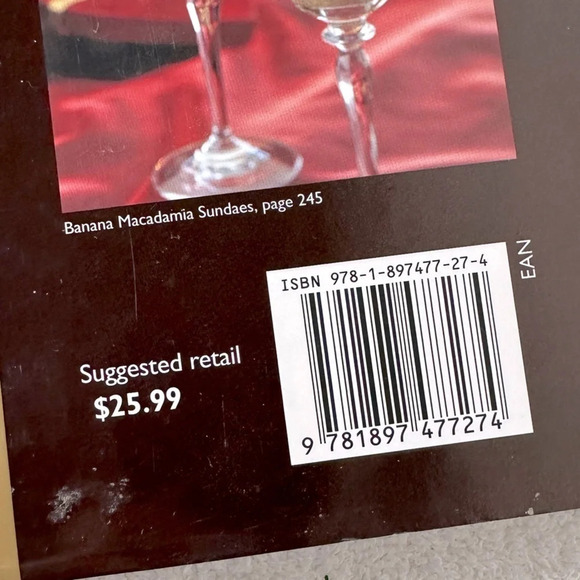 Banana Macadamia Sundaes, page 245
ISBN 978-1-897477-27-4
EAN
Suggested retail
$25.99
9 781897 477274